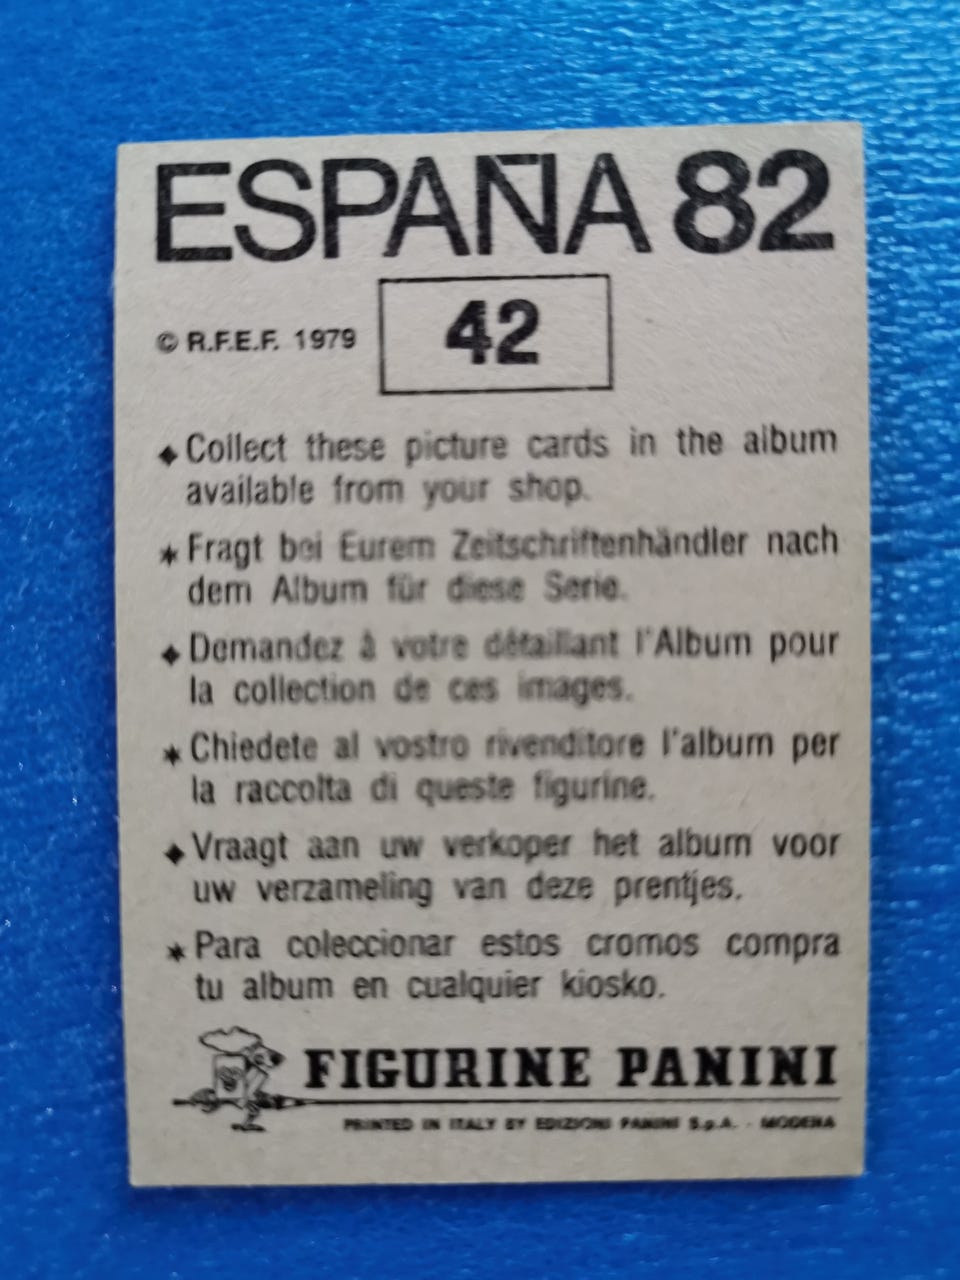 ESPAÑA 82
© R.F.E.F. 1979
42
◆ Collect these picture cards in the album
available from your shop.
★ Fragt bei Eurem Zeitschriftenhändler nach
dem Album für diese Serie.
◆ Demandez à votre détaillant l'Album pour
la collection de ces images.
★ Chiedete al vostro rivenditore l'album per
la raccolta di queste figurine.
◆ Vraagt aan uw verkoper het album voor
uw verzameling van deze prentjes.
★ Para coleccionar estos cromos compra
tu album en cualquier kiosko.
FIGURINE PANINI
PRINTED IN ITALY BY EDIZIONI PANINI S.p.A. - MODENA